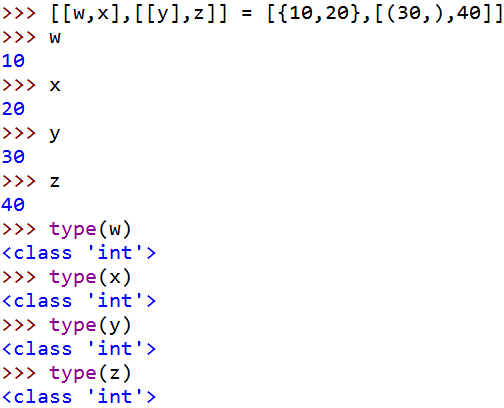 >>> [[w,x],[[y],z]] = [{10,20},[(30,),40]]
>>> w
10
>>> x
20
>>> y
30
>>> z
40
>>> type(w)
<class 'int'>
>>> type(x)
<class 'int'>
>>> type(y)
<class 'int'>
>>> type(z)
<class 'int'>